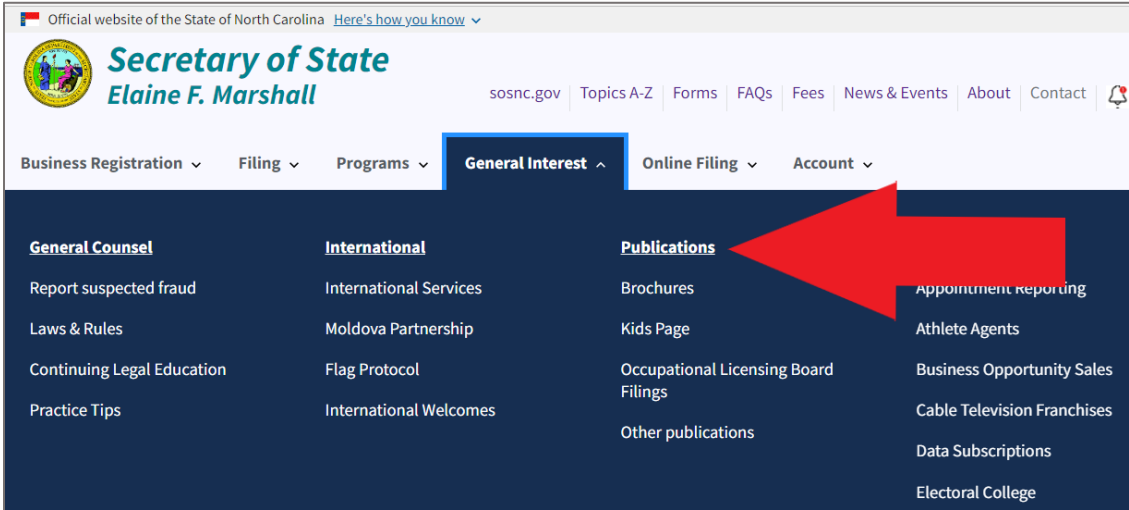 Official website of the State of North Carolina Here's how you know
Secretary of State
Elaine F. Marshall
sosnc.gov Topics A-Z Forms FAQs Fees News & Events About Contact
Business Registration Filing Programs General Interest Online Filing Account
General Counsel
Report suspected fraud
Laws & Rules
Continuing Legal Education
Practice Tips
International
International Services
Moldova Partnership
Flag Protocol
International Welcomes
Publications
Brochures
Kids Page
Occupational Licensing Board
Filings
Other publications
Appointment Reporting
Athlete Agents
Business Opportunity Sales
Cable Television Franchises
Data Subscriptions
Electoral College